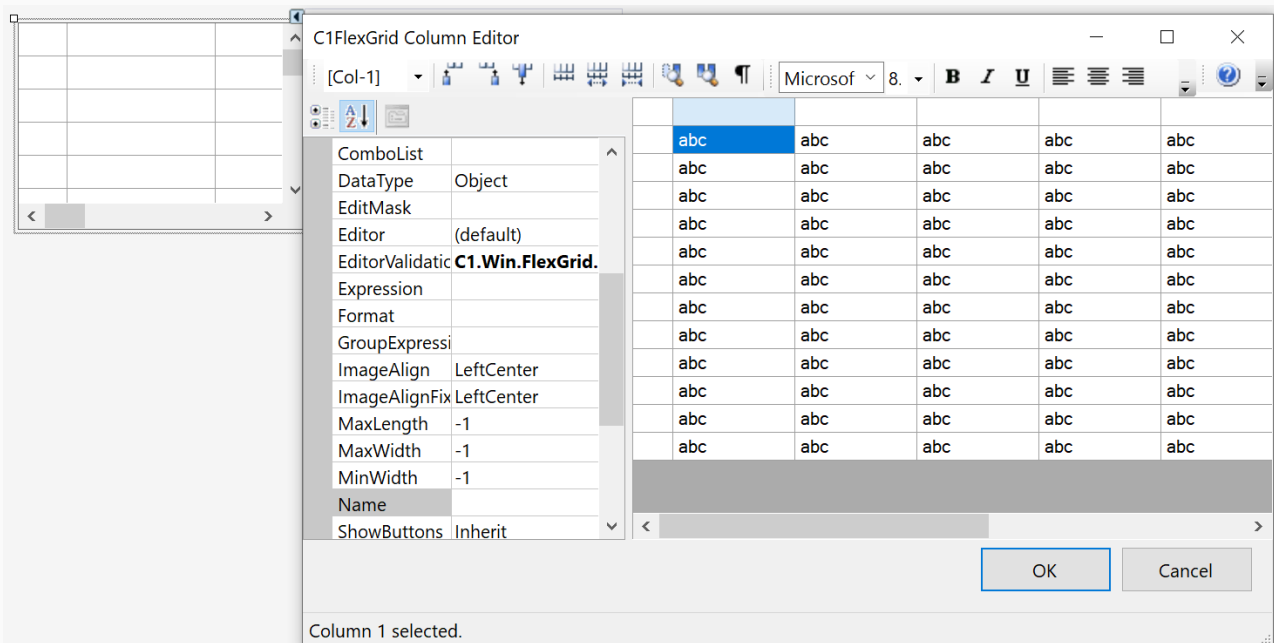 C1FlexGrid Column Editor
[Col-1] Microsof 8. B I U
A
Z
abc abc abc abc abc
ComboList
abc abc abc abc abc
DataType Object
abc abc abc abc abc
EditMask
abc abc abc abc abc
Editor (default)
abc abc abc abc abc
EditorValidatic C1.Win.FlexGrid.
Expression
abc abc abc abc abc
Format
abc abc abc abc abc
GroupExpressi
abc abc abc abc abc
ImageAlign LeftCenter
abc abc abc abc abc
ImageAlignFix LeftCenter
abc abc abc abc abc
MaxLength -1
abc abc abc abc abc
MaxWidth -1
abc abc abc abc abc
MinWidth -1
Name
ShowButtons Inherit
OK Cancel
Column 1 selected.